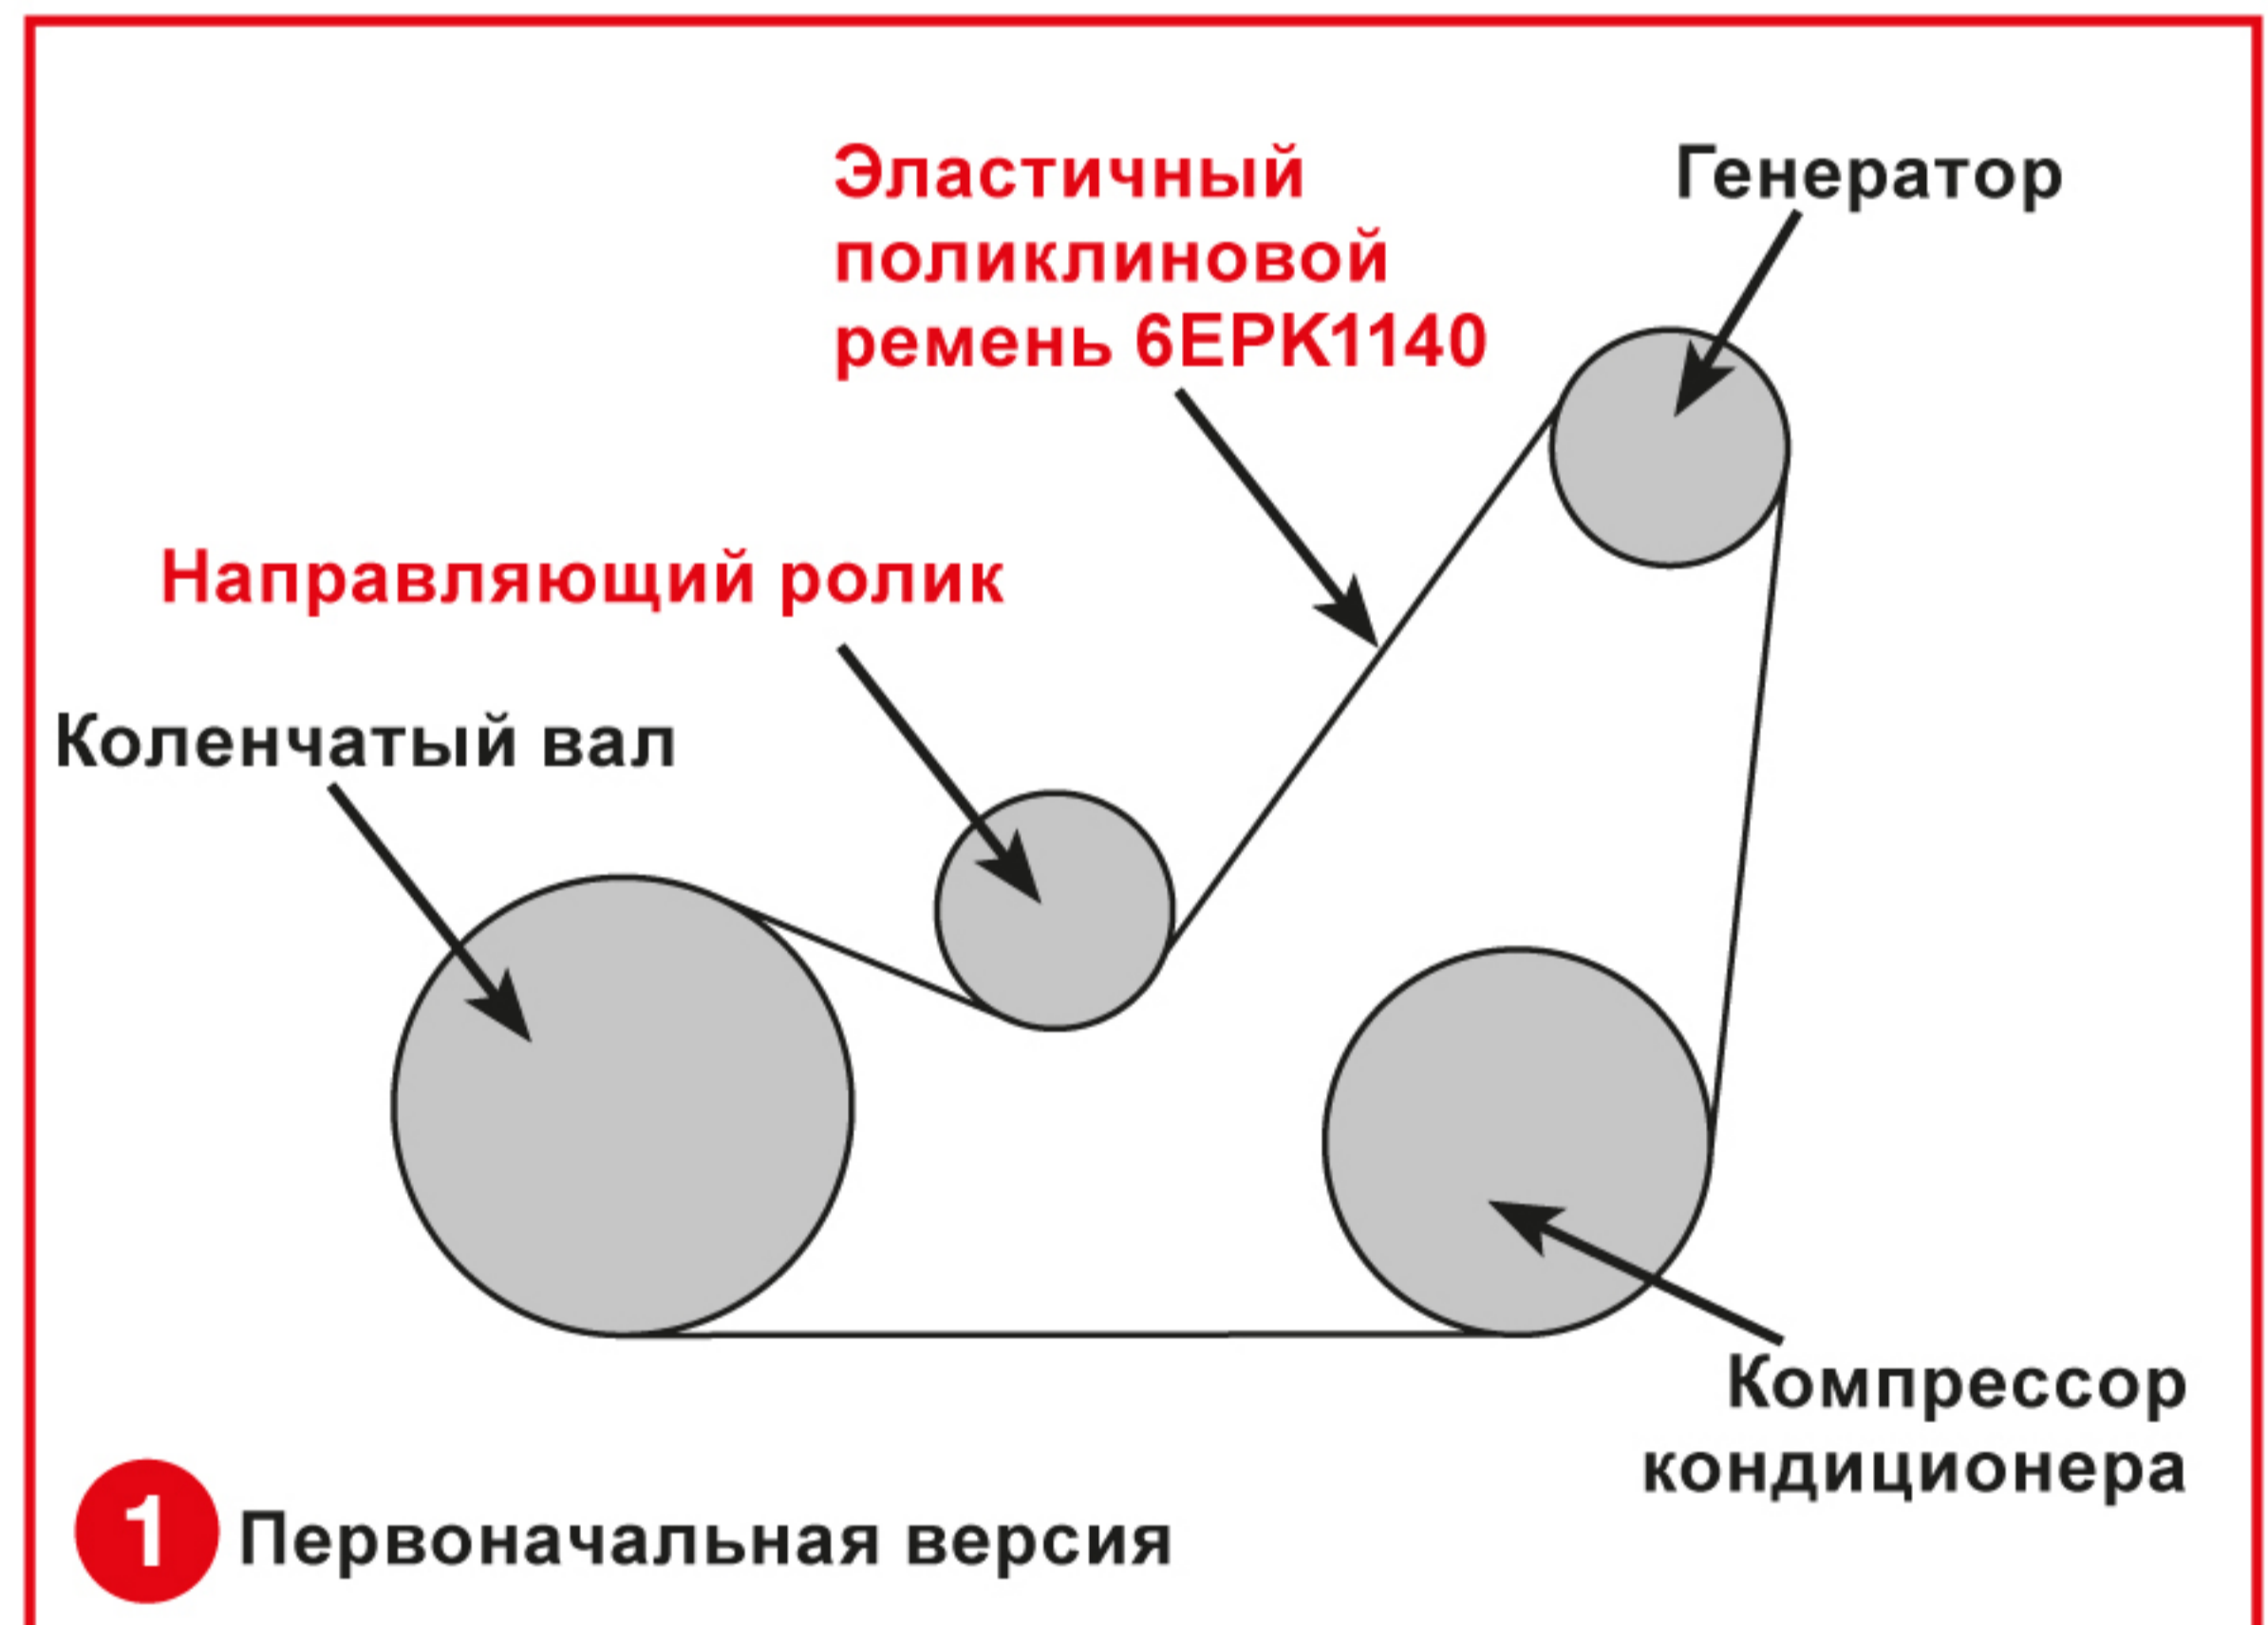 Эластичный
поликлиновой
ремень 6EPK1140
Генератор
Направляющий ролик
Коленчатый вал
Компрессор
кондиционера
1 Первоначальная версия